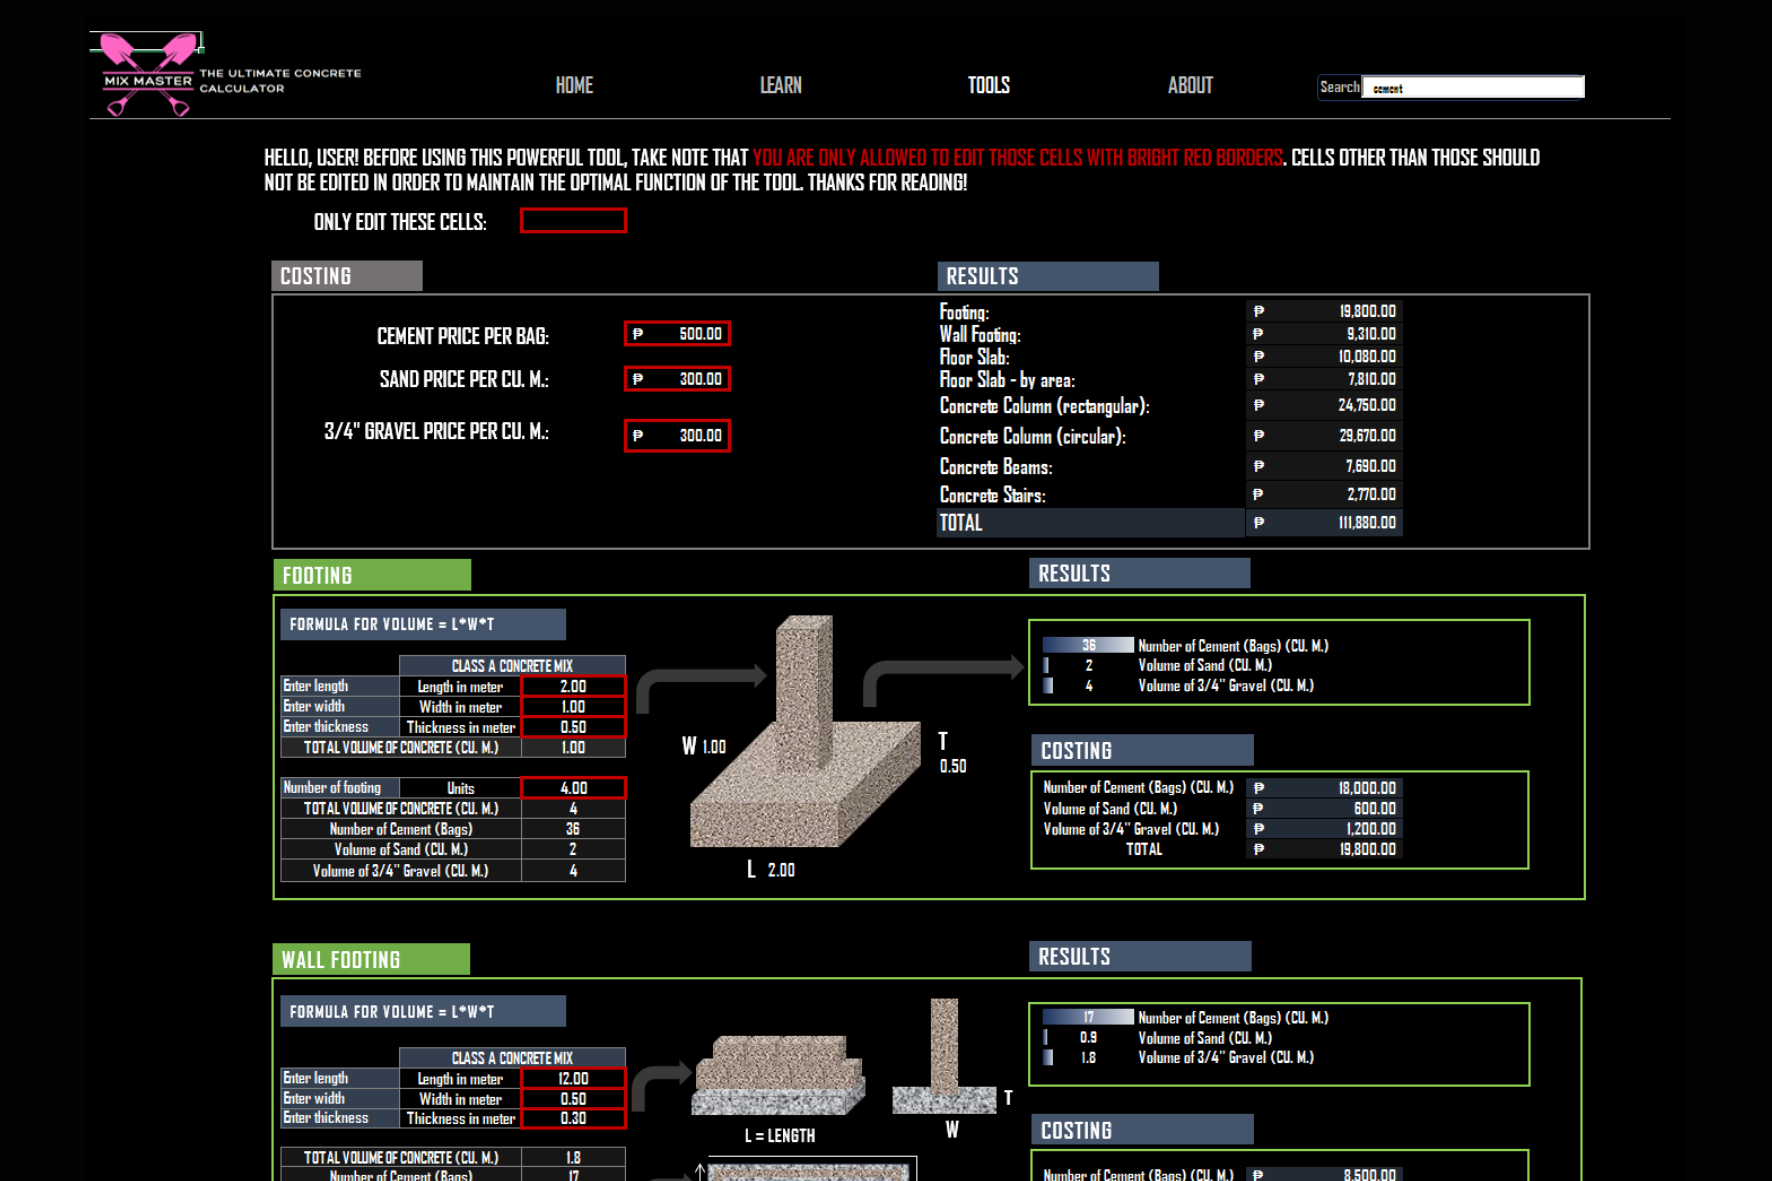 MIX MASTER
THE ULTIMATE CONCRETE
CALCULATOR
HOME LEARN TOOLS ABOUT Search cement
HELLO, USER! BEFORE USING THIS POWERFUL TOOL, TAKE NOTE THAT YOU ARE ONLY ALLOWED TO EDIT THOSE CELLS WITH BRIGHT RED BORDERS. CELLS OTHER THAN THOSE SHOULD
NOT BE EDITED IN ORDER TO MAINTAIN THE OPTIMAL FUNCTION OF THE TOOL. THANKS FOR READING!
ONLY EDIT THESE CELLS:
COSTING
CEMENT PRICE PER BAG: ₱ 500.00
SAND PRICE PER CU. M.: ₱ 300.00
3/4" GRAVEL PRICE PER CU. M.: ₱ 300.00
RESULTS
Footing: ₱ 19,800.00
Wall Footing: ₱ 9,310.00
Floor Slab: ₱ 10,080.00
Floor Slab - by area: ₱ 7,810.00
Concrete Column (rectangular): ₱ 24,750.00
Concrete Column (circular): ₱ 29,670.00
Concrete Beams: ₱ 7,690.00
Concrete Stairs: ₱ 2,770.00
TOTAL ₱ 111,880.00
FOOTING
FORMULA FOR VOLUME = L*W*T
CLASS A CONCRETE MIX
Enter length Length in meter 2.00
Enter width Width in meter 1.00
Enter thickness Thickness in meter 0.50
TOTAL VOLUME OF CONCRETE (CU. M.) 1.00
Number of footing Units 4.00
TOTAL VOLUME OF CONCRETE (CU. M.) 4
Number of Cement (Bags) 36
Volume of Sand (CU. M.) 2
Volume of 3/4" Gravel (CU. M.) 4
W 1.00
T
0.50
L 2.00
RESULTS
36 Number of Cement (Bags) (CU. M.)
2 Volume of Sand (CU. M.)
4 Volume of 3/4" Gravel (CU. M.)
COSTING
Number of Cement (Bags) (CU. M.) ₱ 18,000.00
Volume of Sand (CU. M.) ₱ 600.00
Volume of 3/4" Gravel (CU. M.) ₱ 1,200.00
TOTAL ₱ 19,800.00
WALL FOOTING
FORMULA FOR VOLUME = L*W*T
CLASS A CONCRETE MIX
Enter length Length in meter 12.00
Enter width Width in meter 0.50
Enter thickness Thickness in meter 0.30
TOTAL VOLUME OF CONCRETE (CU. M.) 1.8
Number of Cement (Bags) 17
L = LENGTH
T
W
RESULTS
17 Number of Cement (Bags) (CU. M.)
0.9 Volume of Sand (CU. M.)
1.8 Volume of 3/4" Gravel (CU. M.)
COSTING
Number of Cement (Bags) (CU. M.) ₱ 8,500.00